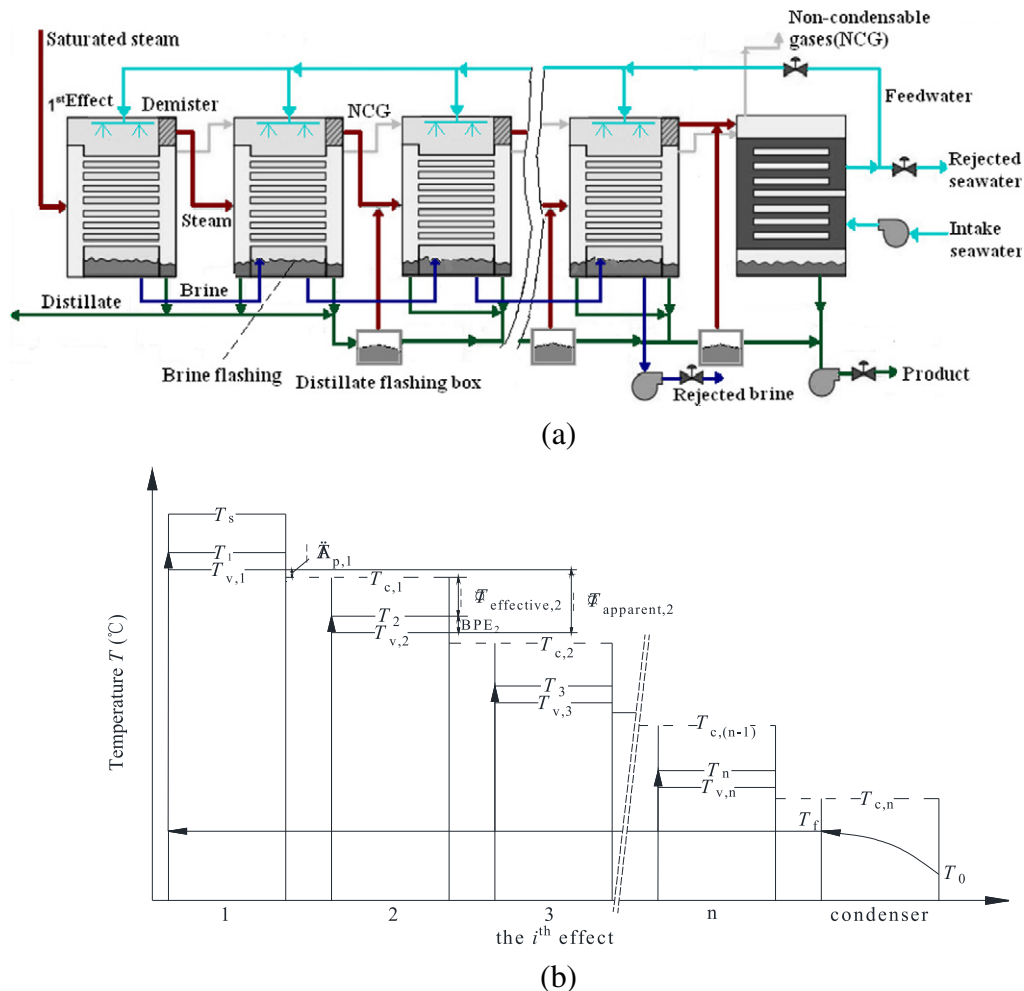 Non-condensable
gases(NCG)
Saturated steam
1st Effect
Demister
NCG
Feedwater
Rejected
seawater
Steam
Intake
seawater
Distillate
Brine
Brine flashing
Distillate flashing box
Rejected brine
Product
(a)
Temperature T (℃)
Ts
T1
Tv,1
p,1
Tc,1
effective,2
apparent,2
T2
BPE2
Tv,2
Tc,2
T3
Tv,3
Tc,(n-1)
Tn
Tv,n
Tc,n
Tf
T0
1
2
3
n
condenser
the ith effect
(b)